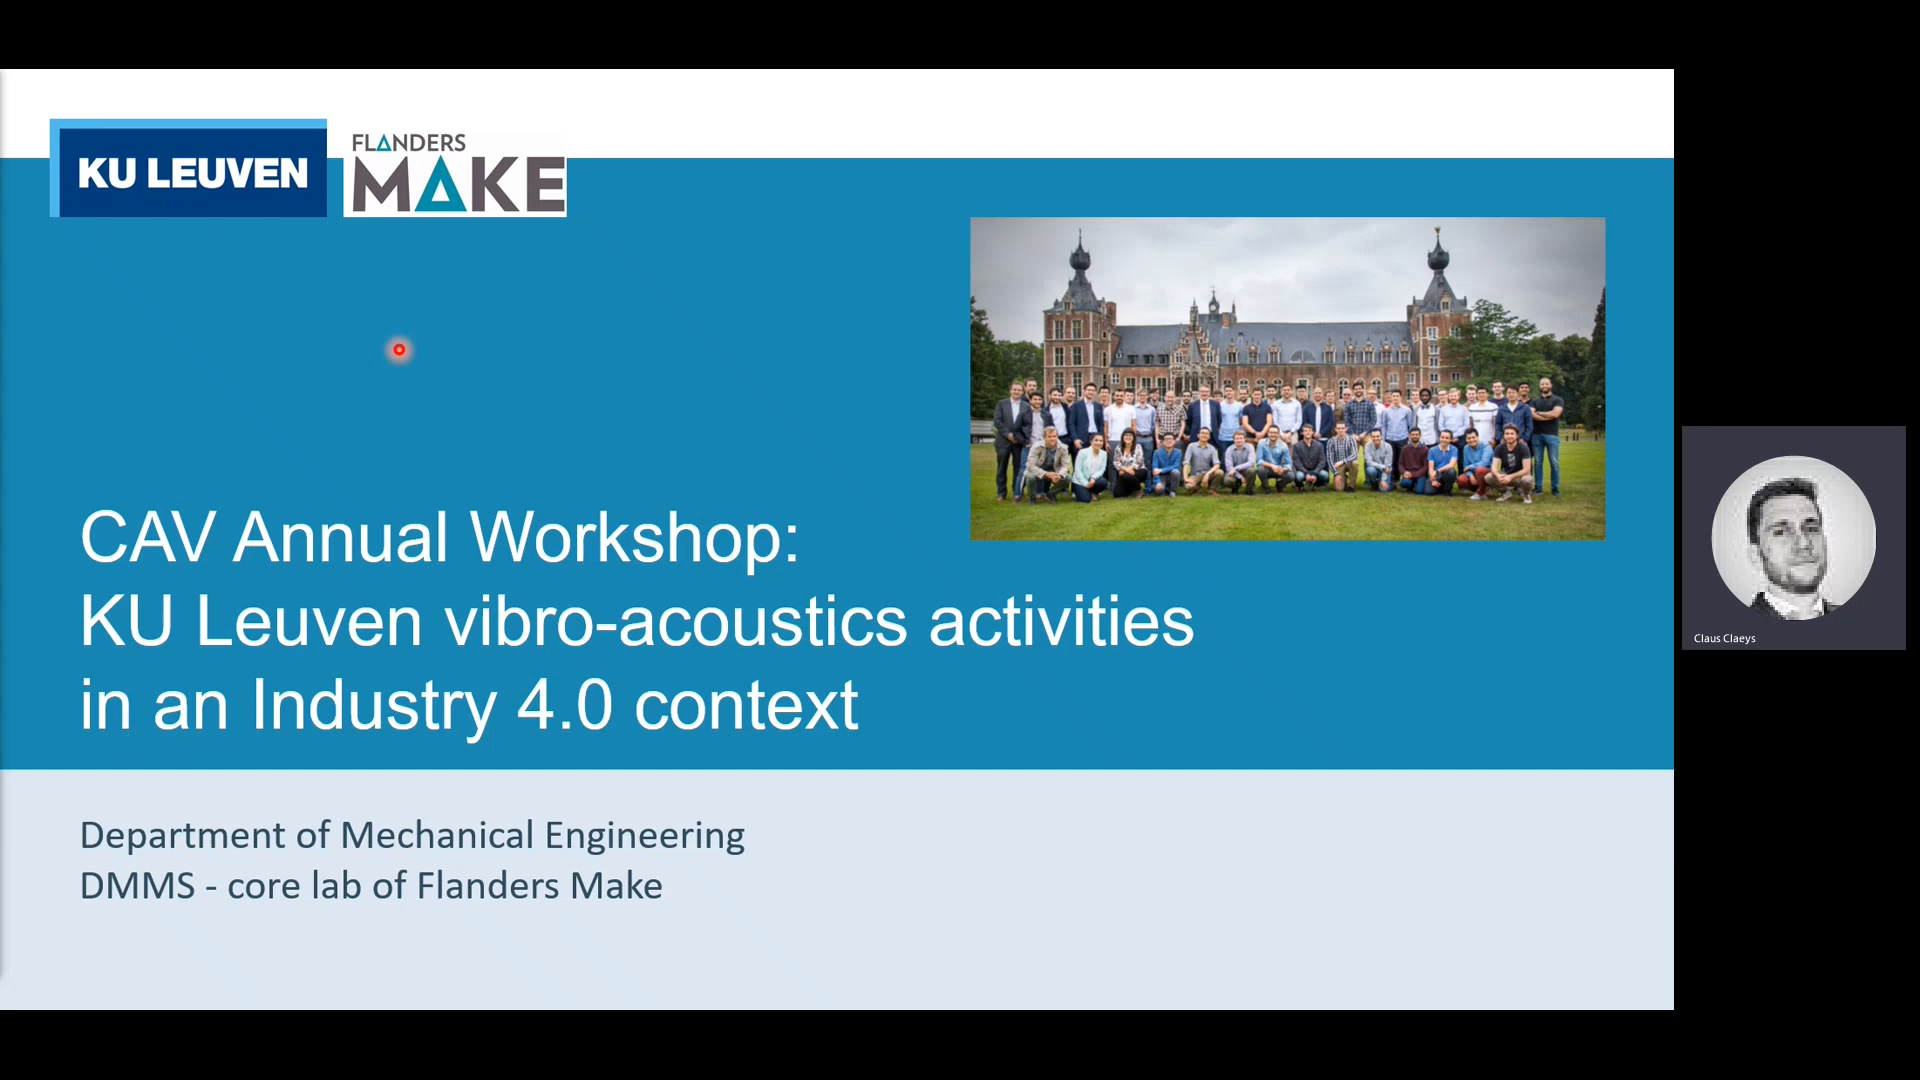 KU LEUVEN
FLANDERS
MAKE
CAV Annual Workshop:
KU Leuven vibro-acoustics activities
in an Industry 4.0 context
Department of Mechanical Engineering
DMMS - core lab of Flanders Make
Claus Claeys